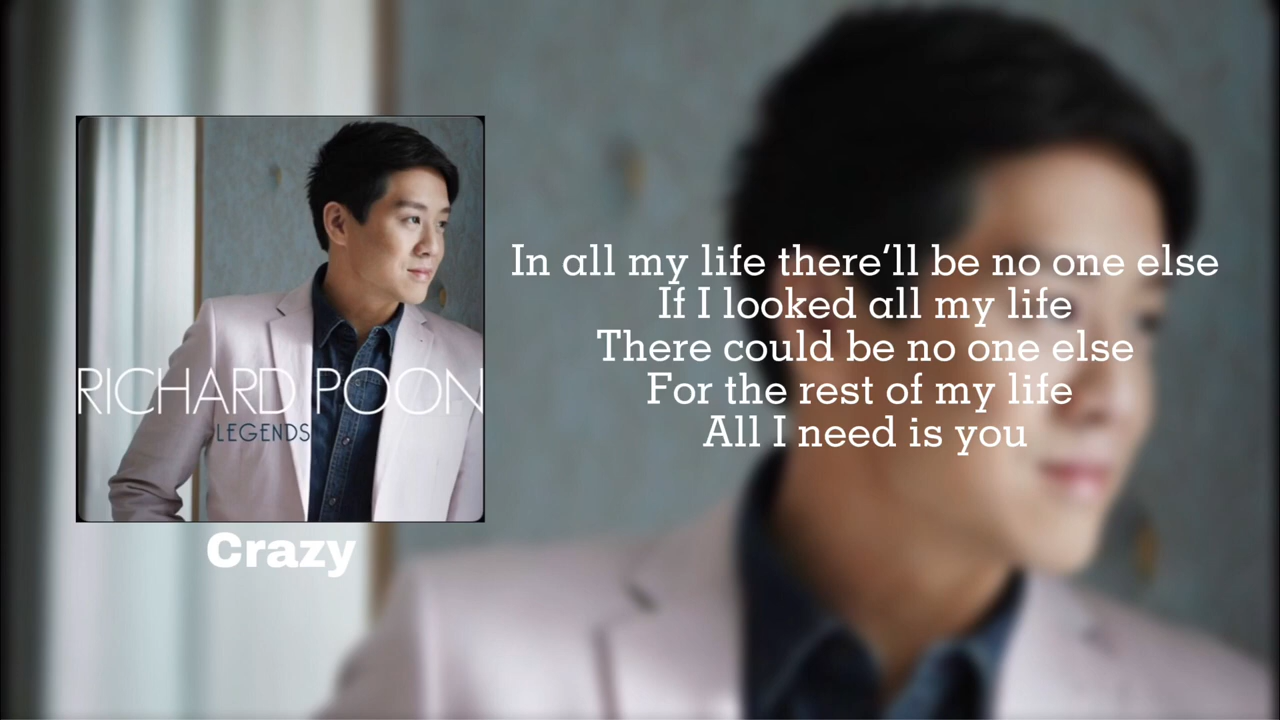 RICHARD POON
LEGENDS
Crazy
In all my life there’ll be no one else
If I looked all my life
There could be no one else
For the rest of my life
All I need is you